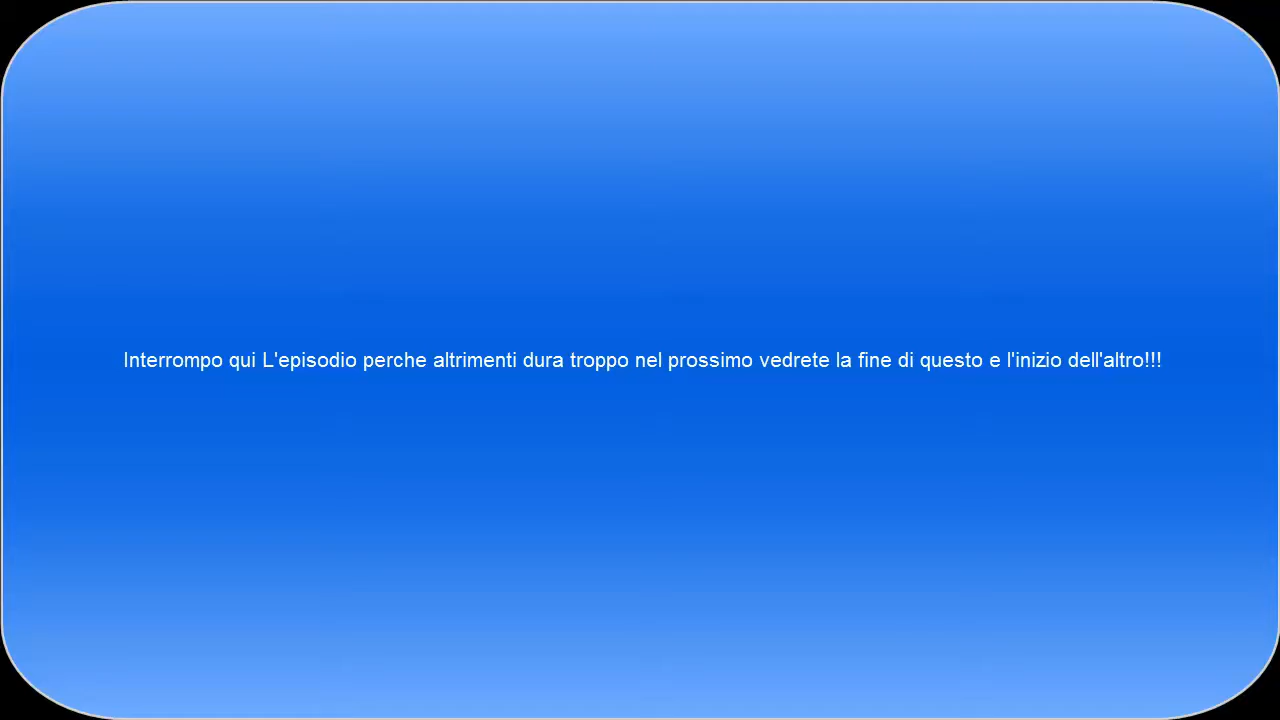 Interrompo qui L'episodio perche altrimenti dura troppo nel prossimo vedrete la fine di questo e l'inizio dell'altro!!!